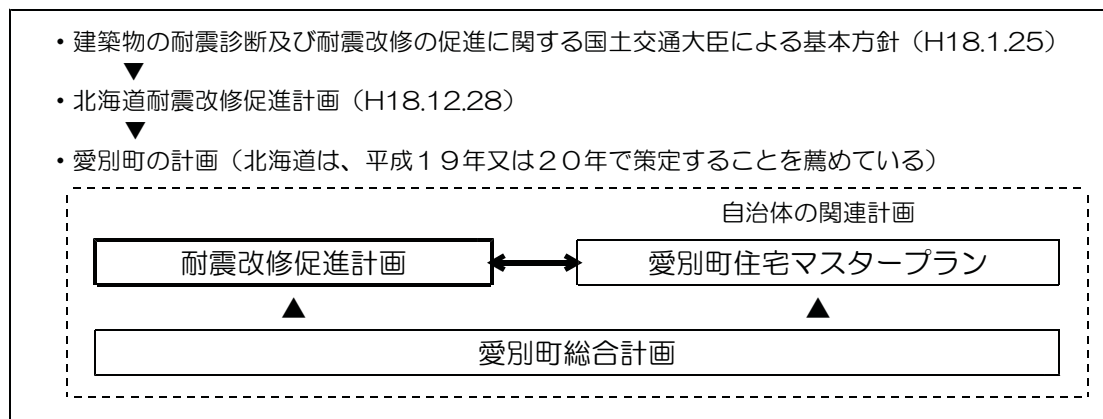 ・建築物の耐震診断及び耐震改修の促進に関する国土交通大臣による基本方針（H18.1.25）
▼
・北海道耐震改修促進計画（H18.12.28）
▼
・愛別町の計画（北海道は、平成１９年又は２０年で策定することを薦めている）
自治体の関連計画
耐震改修促進計画
愛別町住宅マスタープラン
▲
▲
愛別町総合計画